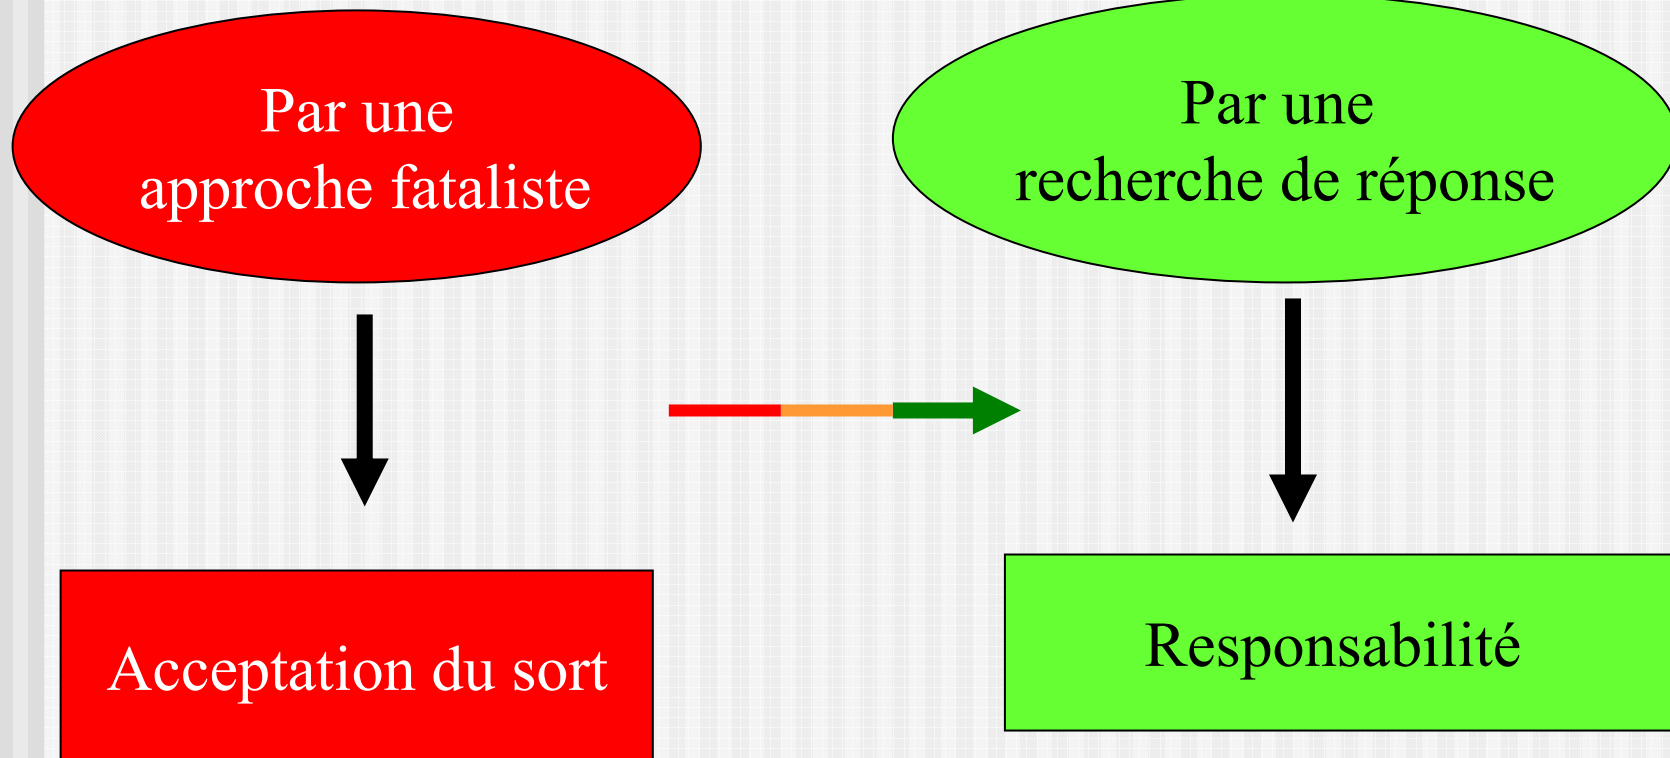 Par une
approche fataliste
Par une
recherche de réponse
Acceptation du sort
Responsabilité